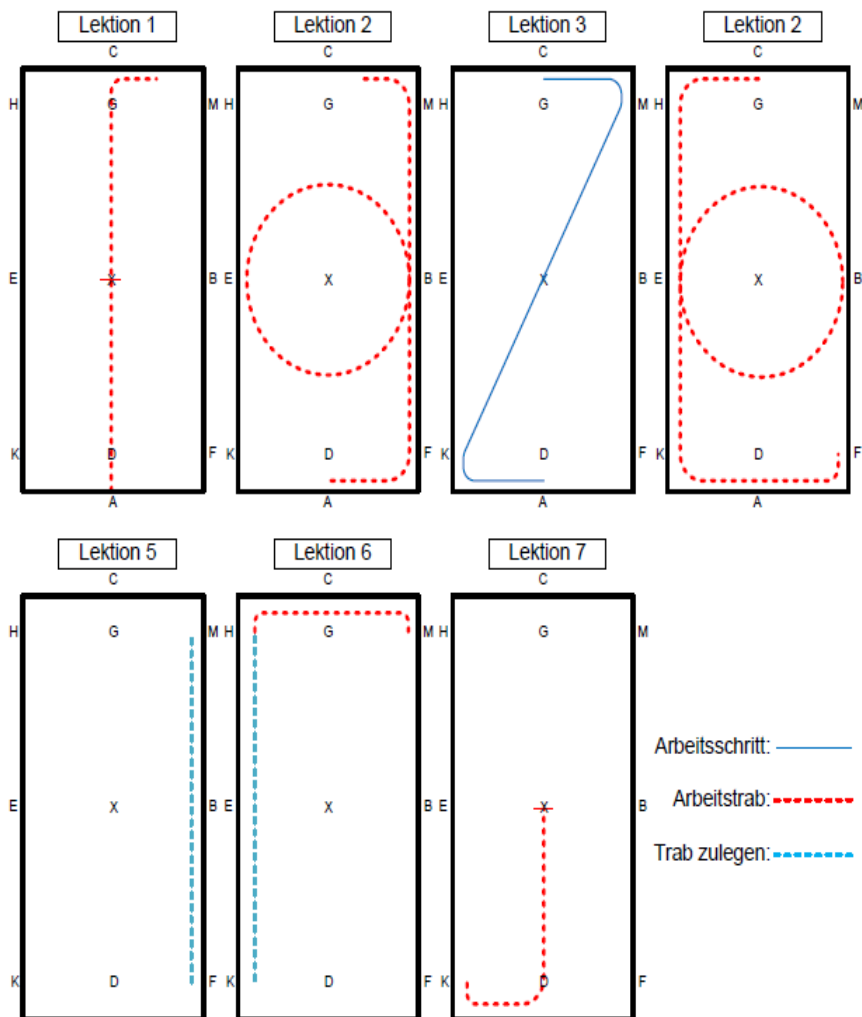 Lektion 1 Lektion 2 Lektion 3 Lektion 2
C C C C
H G M H G M H G M H G M
E X B E X B E X B E X B
K D F K D F K D F K D F
A A A A
Lektion 5 Lektion 6 Lektion 7
C C C
H G M H G M H G M
Arbeitsschritt:
Arbeitstrab:
E X B E X B E X B
Trab zulegen:
K D F K D F K D F